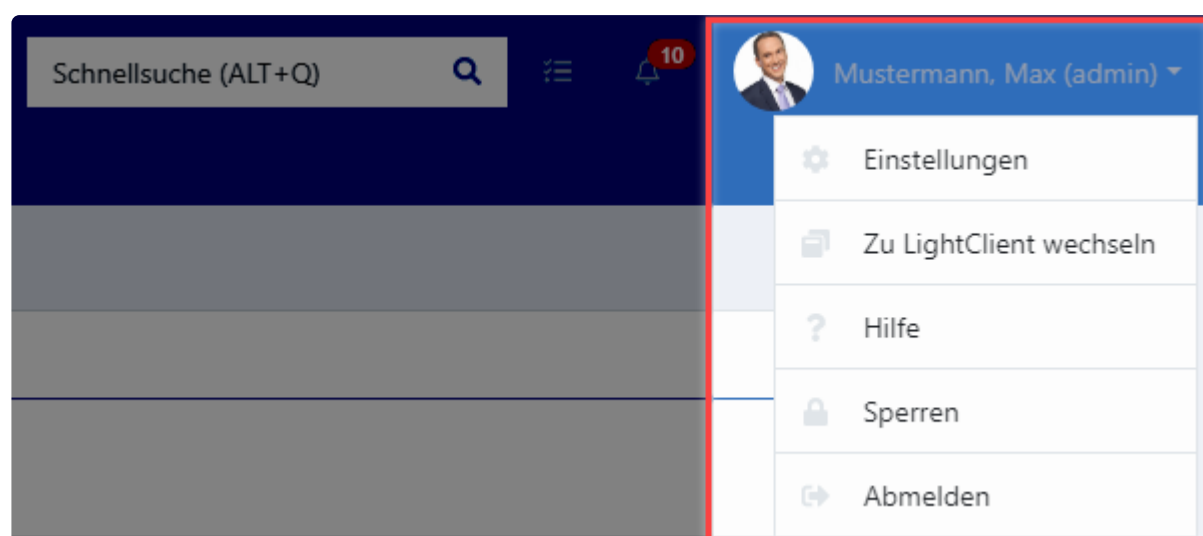 Schnellsuche (ALT+Q)
10
Mustermann, Max (admin)
Einstellungen
Zu LightClient wechseln
Hilfe
Sperren
Abmelden